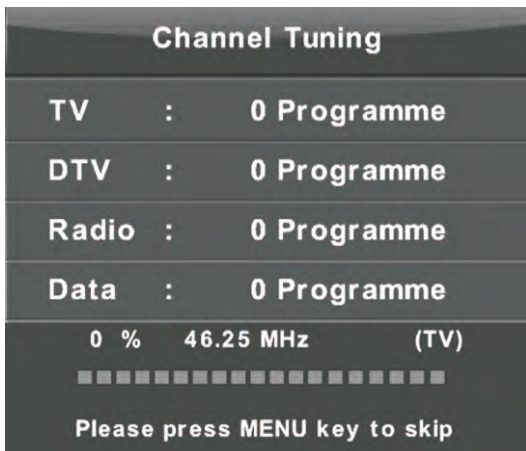 Channel Tuning
TV : 0 Programme
DTV : 0 Programme
Radio : 0 Programme
Data : 0 Programme
0 % 46.25 MHz (TV)
Please press MENU key to skip